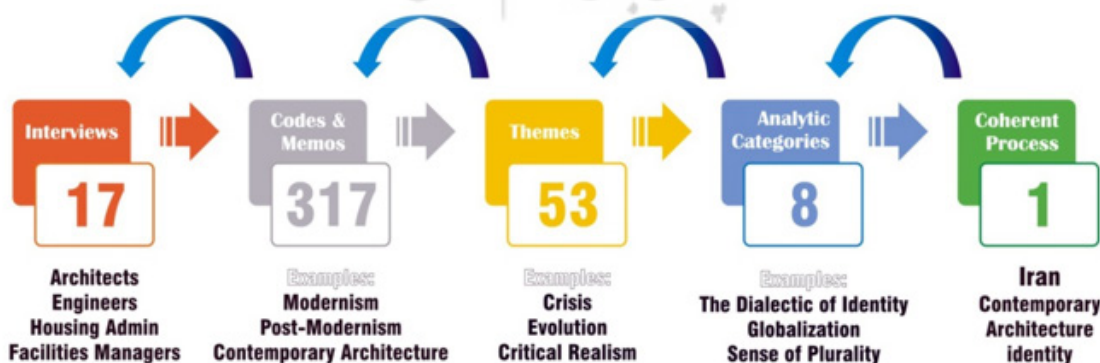 Interviews
17
Architects
Engineers
Housing Admin
Facilities Managers
Codes &
Memos
317
Examples:
Modernism
Post-Modernism
Contemporary Architecture
Themes
53
Examples:
Crisis
Evolution
Critical Realism
Analytic
Categories
8
Examples:
The Dialectic of Identity
Globalization
Sense of Plurality
Coherent
Process
1
Iran
Contemporary
Architecture
identity